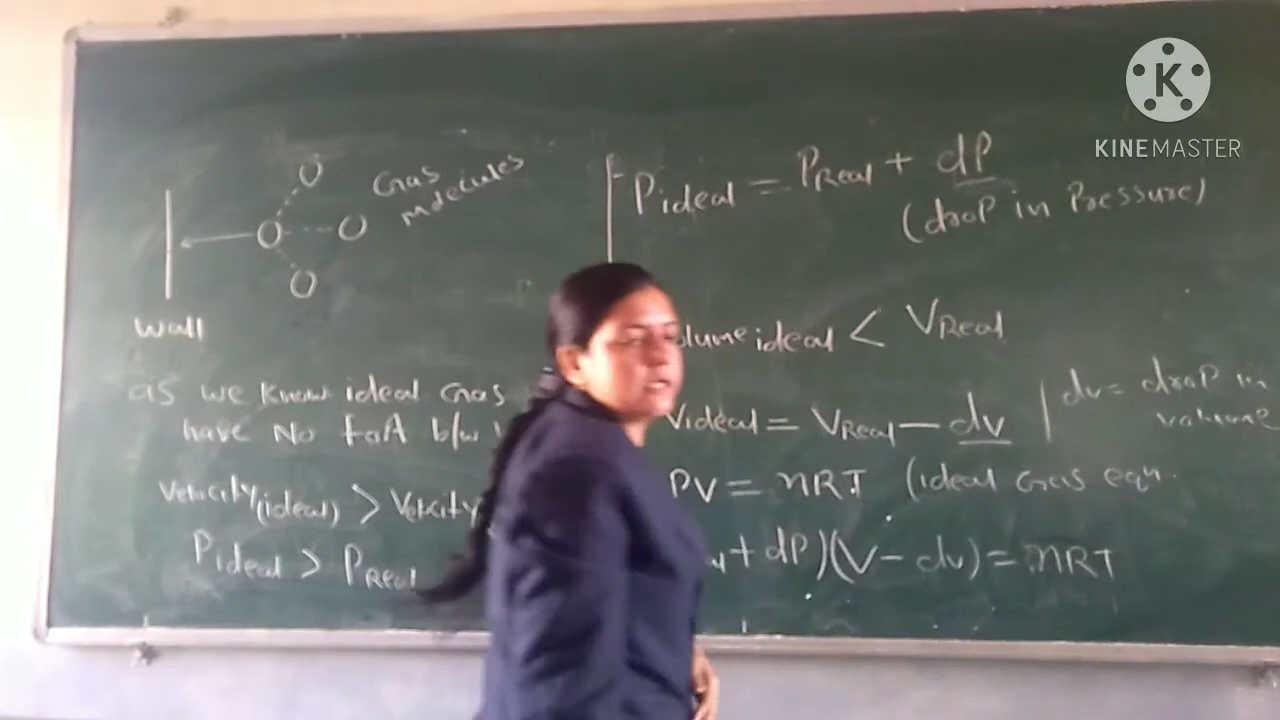 Gas
molecules
Wall
as we know ideal Gas
have No foA b/w
Velocity(ideal) > Velocity
Pideal > PReal
Pideal = PReal + dP
(drop in Pressure)
olume ideal < VReal
Videal = VReal - dv | dv = drop in
volume
PV = nRT (ideal Gas eqn.
+ dP)(V - dv) = nRT
K
KINEMASTER